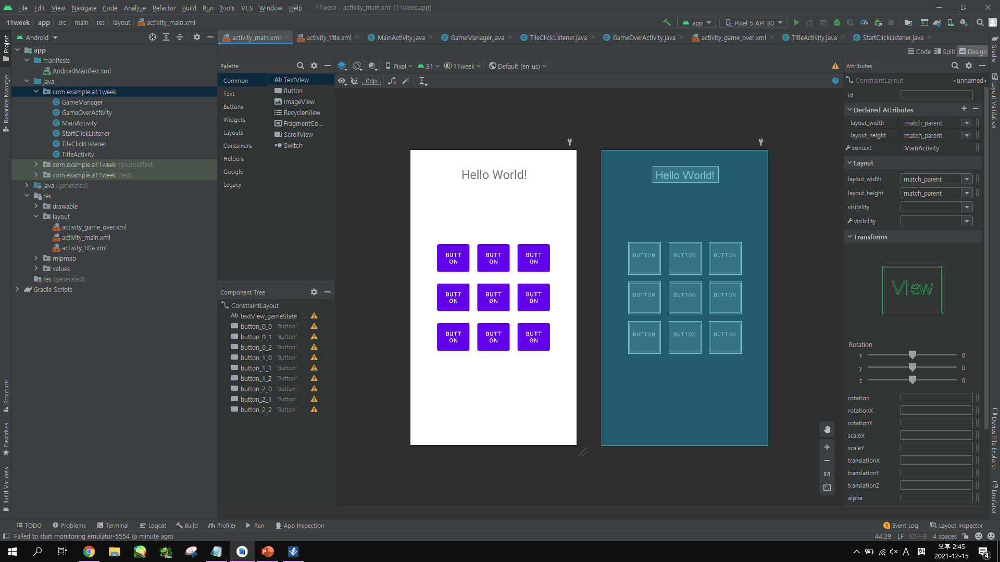 File Edit View Navigate Code Analyze Refactor Build Run Tools VCS Window Help 11week - activity_main.xml [11week.app]
11week app src main res layout activity_main.xml app Pixel 5 API 30
Android
activity_main.xml activity_title.xml MainActivity.java GameManager.java TileClickListener.java GameOverActivity.java activity_game_over.xml TitleActivity.java StartClickListener.java
Code Split Design
Project
Resource Manager
Structure
Favorites
Build Variants
app
manifests
AndroidManifest.xml
java
com.example.a11week
GameManager
GameOverActivity
MainActivity
StartClickListener
TileClickListener
TitleActivity
com.example.a11week (androidTest)
com.example.a11week (test)
java (generated)
res
drawable
layout
activity_game_over.xml
activity_main.xml
activity_title.xml
mipmap
values
res (generated)
Gradle Scripts
Palette
Common
Text
Buttons
Widgets
Layouts
Containers
Helpers
Google
Legacy
Ab TextView
Button
ImageView
RecyclerView
FragmentCo...
ScrollView
Switch
Component Tree
ConstraintLayout
Ab textView_gameState "...
button_0_0 "Button"
button_0_1 "Button"
button_0_2 "Button"
button_1_0 "Button"
button_1_1 "Button"
button_1_2 "Button"
button_2_0 "Button"
button_2_1 "Button"
button_2_2 "Button"
Pixel 31 11week Default (en-us)
0dp
Hello World!
BUTT ON BUTT ON BUTT ON
BUTT ON BUTT ON BUTT ON
BUTT ON BUTT ON BUTT ON
Hello World!
BUTTON BUTTON BUTTON
BUTTON BUTTON BUTTON
BUTTON BUTTON BUTTON
1:1
Attributes
ConstraintLayout <unnamed>
id
Declared Attributes
layout_width match_parent
layout_height match_parent
context .MainActivity
Layout
layout_width match_parent
layout_height match_parent
visibility
visibility
Transforms
View
Rotation
x 0
y 0
z 0
rotation
rotationX
rotationY
scaleX
scaleY
translationX
translationY
translationZ
alpha
Gradle
Layout Validation
Device File Explorer
Emulator
TODO Problems Terminal Logcat Build Profiler Run App Inspection 1 Event Log Layout Inspector
Failed to start monitoring emulator-5554 (a minute ago) 44:29 LF UTF-8 4 spaces
A 한 오후 2:45
2021-12-15
4